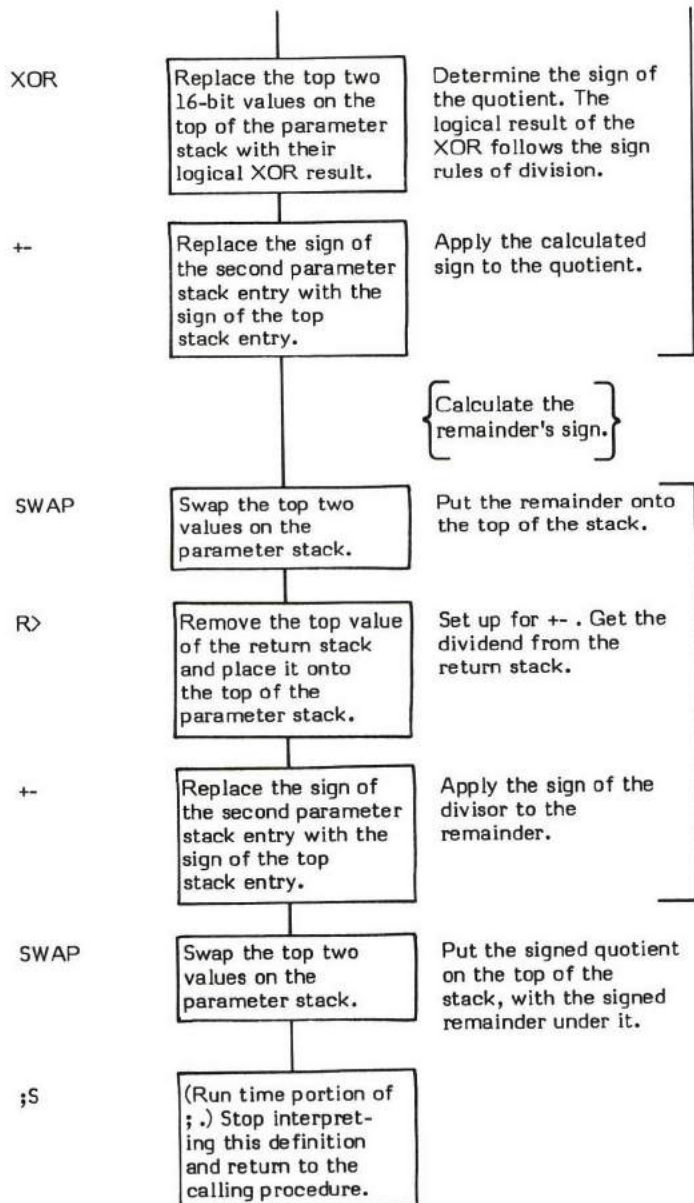 XOR
Replace the top two
16-bit values on the
top of the parameter
stack with their
logical XOR result.
Determine the sign of
the quotient. The
logical result of the
XOR follows the sign
rules of division.
+-
Replace the sign of
the second parameter
stack entry with the
sign of the top
stack entry.
Apply the calculated
sign to the quotient.
Calculate the
remainder's sign.
SWAP
Swap the top two
values on the
parameter stack.
Put the remainder onto
the top of the stack.
R>
Remove the top value
of the return stack
and place it onto
the top of the
parameter stack.
Set up for +- . Get the
dividend from the
return stack.
+-
Replace the sign of
the second parameter
stack entry with the
sign of the top
stack entry.
Apply the sign of the
divisor to the
remainder.
SWAP
Swap the top two
values on the
parameter stack.
Put the signed quotient
on the top of the
stack, with the signed
remainder under it.
;S
(Run time portion of
; .) Stop interpret-
ing this definition
and return to the
calling procedure.